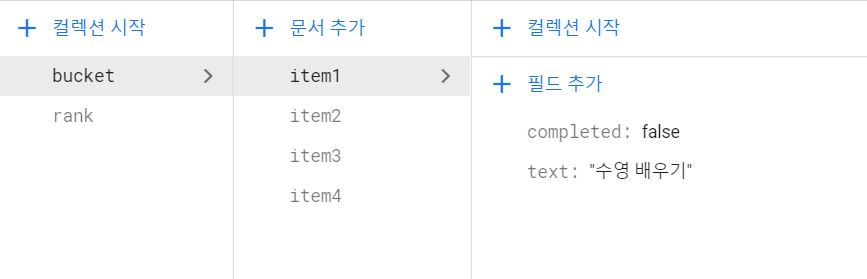 컬렉션 시작
bucket
rank
문서 추가
item1
item2
item3
item4
컬렉션 시작
필드 추가
completed: false
text: "수영 배우기"